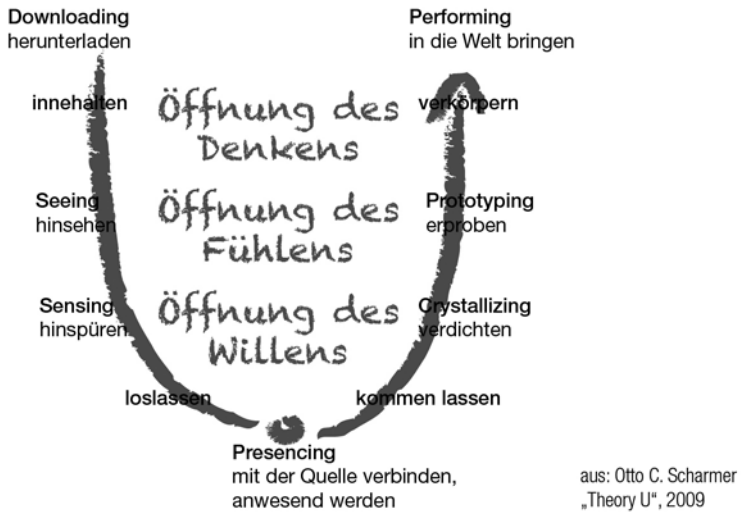 Downloading
herunterladen
Performing
in die Welt bringen
innehalten
Öffnung des
Denkens
verkörpern
Seeing
hinsehen
Öffnung des
Fühlens
Prototyping
erproben
Sensing
hinspüren
Öffnung des
Willens
Crystallizing
verdichten
loslassen
kommen lassen
Presencing
mit der Quelle verbinden,
anwesend werden
aus: Otto C. Scharmer
„Theory U“, 2009